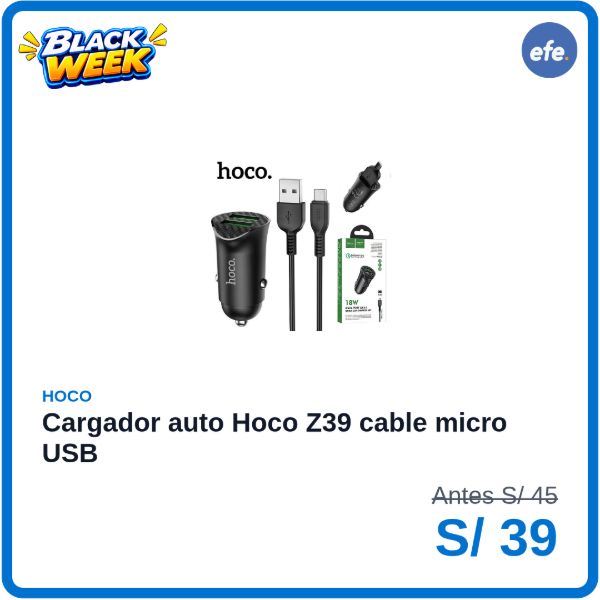 BLACK
WEEK
efe.
hoco.
hoco.
18W
HOCO
Cargador auto Hoco Z39 cable micro
USB
Antes S/ 45
S/ 39